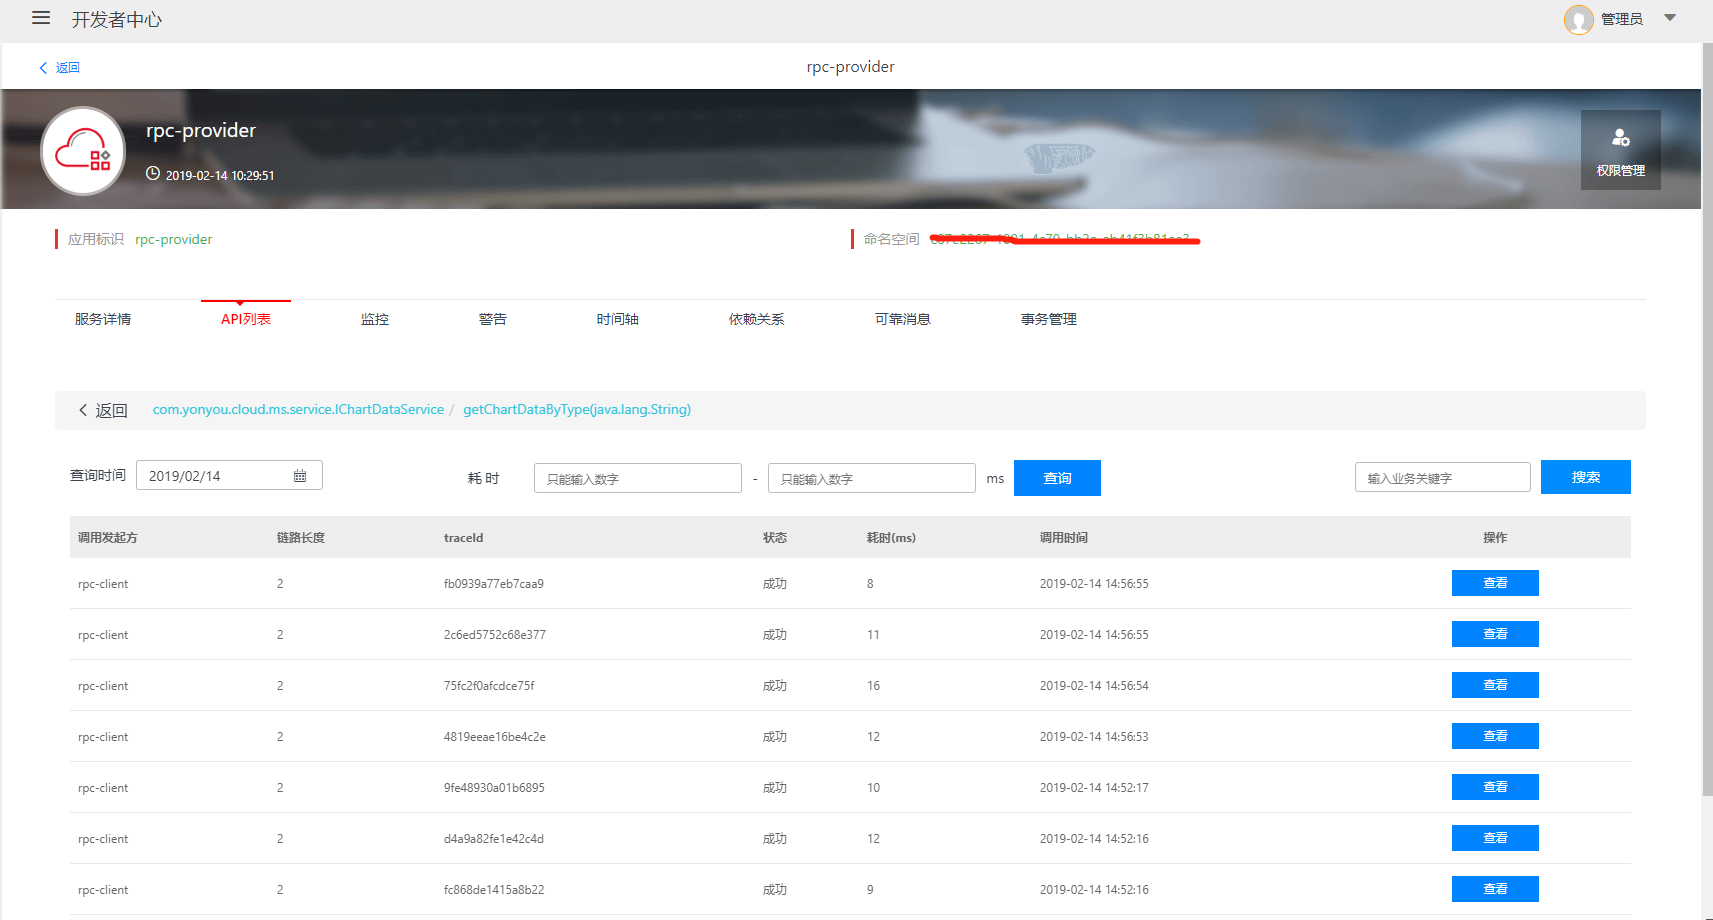 开发者中心
管理员
返回
rpc-provider
rpc-provider
2019-02-14 10:29:51
权限管理
应用标识 rpc-provider
命名空间
服务详情 API列表 监控 警告 时间轴 依赖关系 可靠消息 事务管理
返回 com.yonyou.cloud.ms.service.IChartDataService / getChartDataByType(java.lang.String)
查询时间 2019/02/14 耗 时 只能输入数字 - 只能输入数字 ms 查询 输入业务关键字 搜索
调用发起方 链路长度 traceId 状态 耗时(ms) 调用时间 操作
rpc-client 2 fb0939a77eb7caa9 成功 8 2019-02-14 14:56:55 查看
rpc-client 2 2c6ed5752c68e377 成功 11 2019-02-14 14:56:55 查看
rpc-client 2 75fc2f0afcdce75f 成功 16 2019-02-14 14:56:54 查看
rpc-client 2 4819eeae16be4c2e 成功 12 2019-02-14 14:56:53 查看
rpc-client 2 9fe48930a01b6895 成功 10 2019-02-14 14:52:17 查看
rpc-client 2 d4a9a82fe1e42c4d 成功 12 2019-02-14 14:52:16 查看
rpc-client 2 fc868de1415a8b22 成功 9 2019-02-14 14:52:16 查看